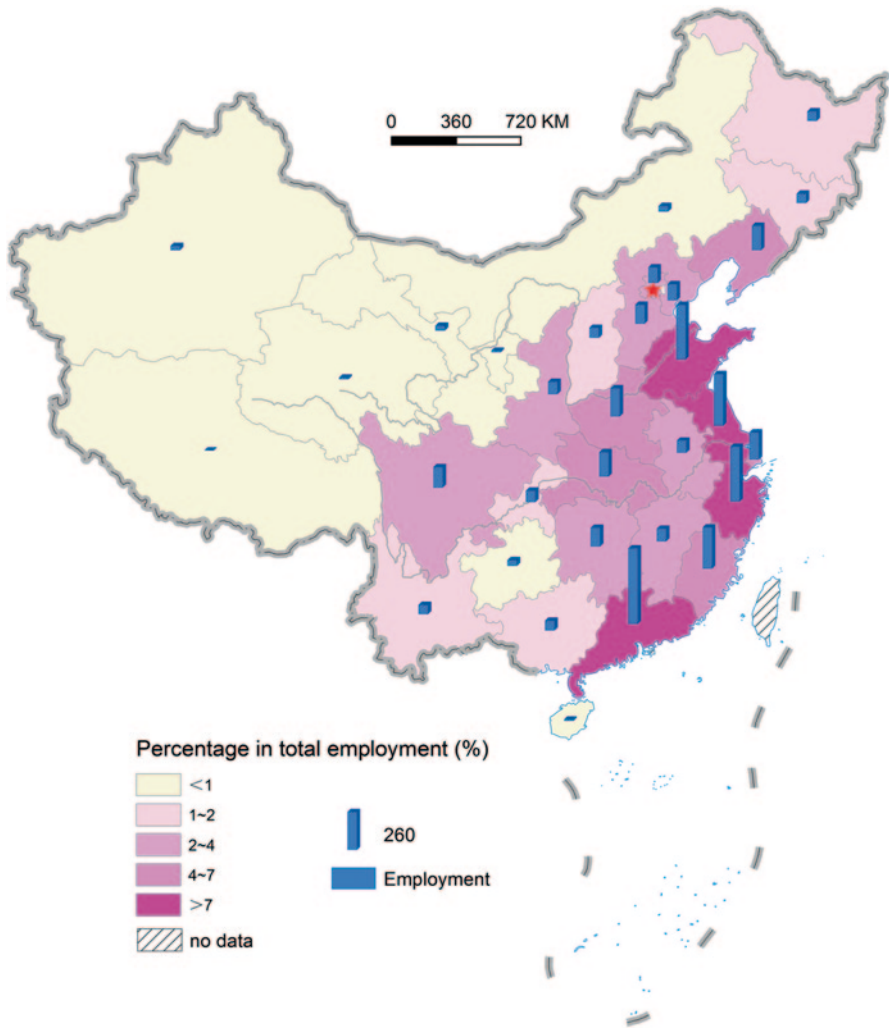 0 360 720 KM
Percentage in total employment (%)
<1
1~2
2~4
4~7
>7
no data
260
Employment